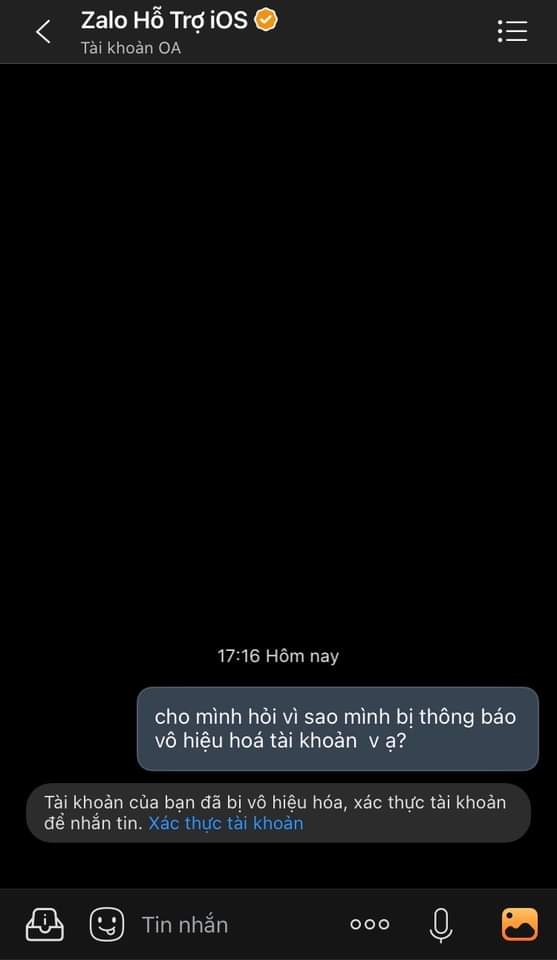 Zalo Hỗ Trợ iOS
Tài khoản OA
17:16 Hôm nay
cho mình hỏi vì sao mình bị thông báo
vô hiệu hoá tài khoản  v ạ?
Tài khoản của bạn đã bị vô hiệu hóa, xác thực tài khoản
để nhắn tin. Xác thực tài khoản
Tin nhắn